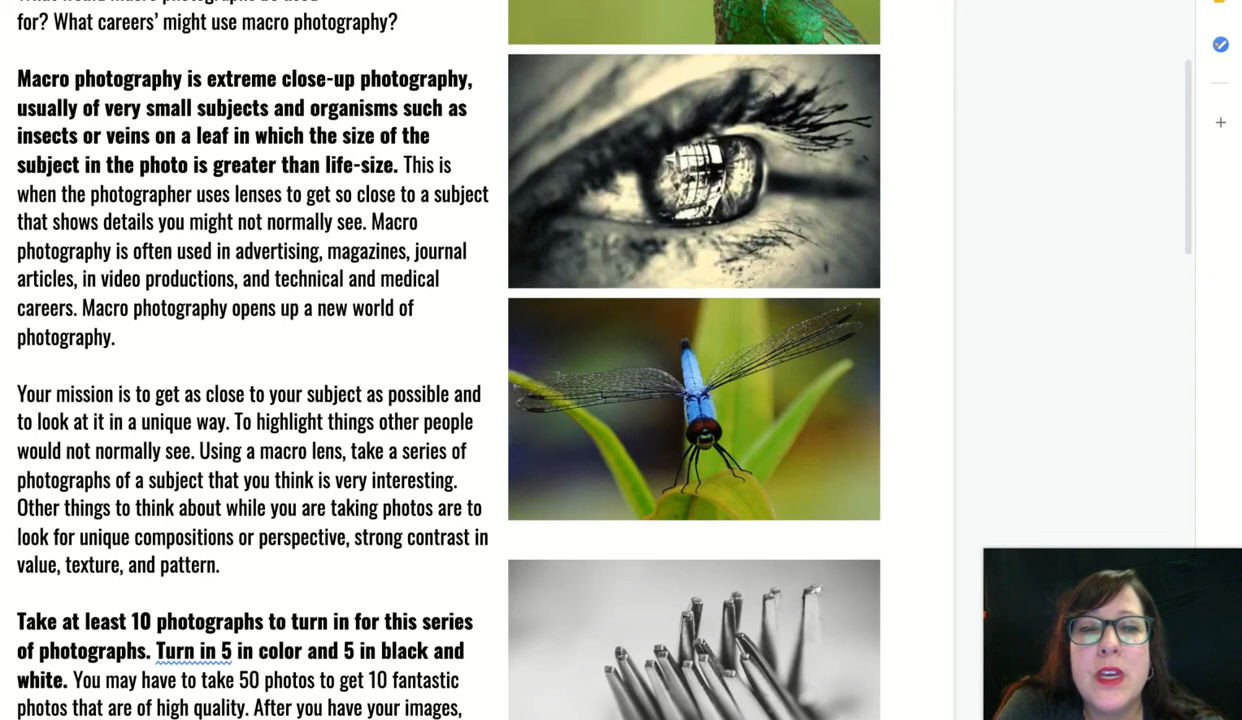 for? What careers’ might use macro photography?
Macro photography is extreme close-up photography,
usually of very small subjects and organisms such as
insects or veins on a leaf in which the size of the
subject in the photo is greater than life-size. This is
when the photographer uses lenses to get so close to a subject
that shows details you might not normally see. Macro
photography is often used in advertising, magazines, journal
articles, in video productions, and technical and medical
careers. Macro photography opens up a new world of
photography.
Your mission is to get as close to your subject as possible and
to look at it in a unique way. To highlight things other people
would not normally see. Using a macro lens, take a series of
photographs of a subject that you think is very interesting.
Other things to think about while you are taking photos are to
look for unique compositions or perspective, strong contrast in
value, texture, and pattern.
Take at least 10 photographs to turn in for this series
of photographs. Turn in 5 in color and 5 in black and
white. You may have to take 50 photos to get 10 fantastic
photos that are of high quality. After you have your images,